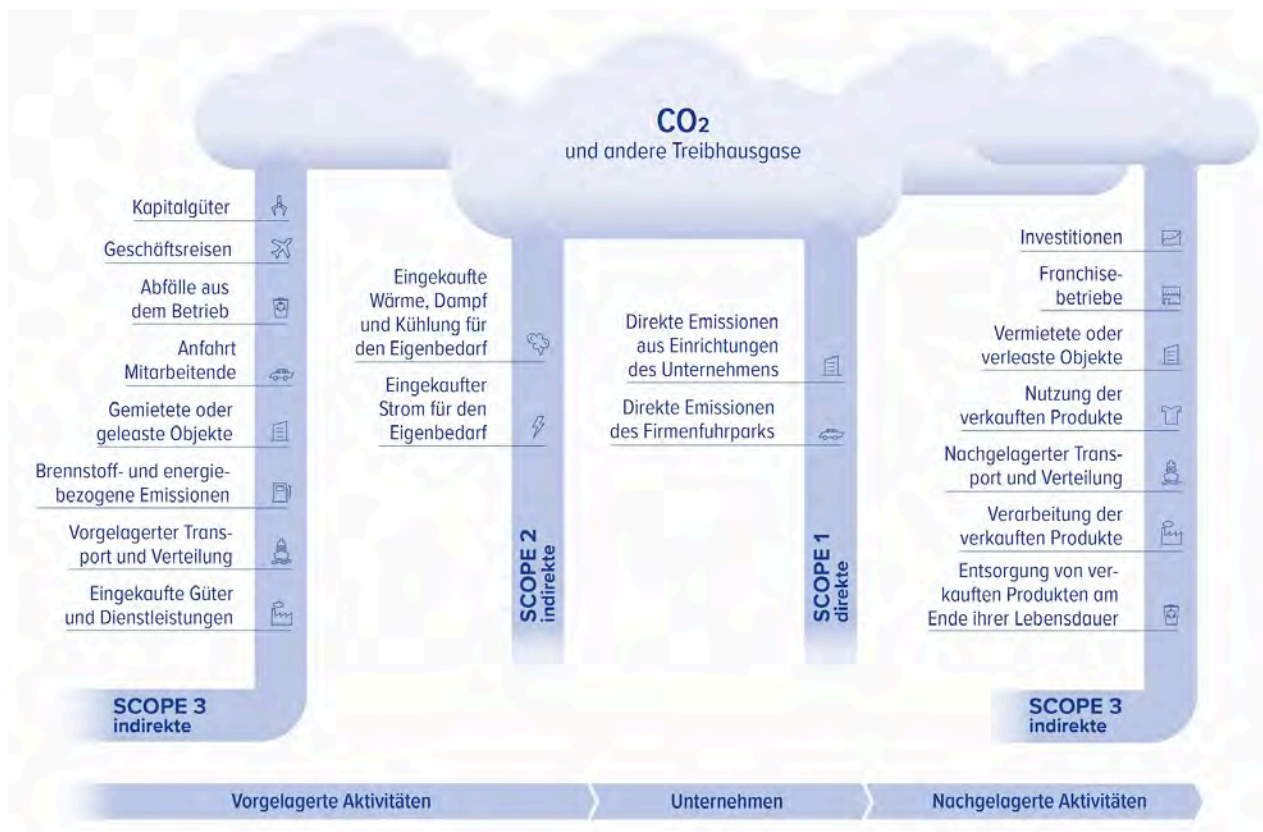 CO₂
und andere Treibhausgase
Kapitalgüter
Geschäftsreisen
Abfälle aus
dem Betrieb
Anfahrt
Mitarbeitende
Gemietete oder
geleaste Objekte
Brennstoff- und energie-
bezogene Emissionen
Vorgelagerter Trans-
port und Verteilung
Eingekaufte Güter
und Dienstleistungen
SCOPE 3
indirekte
Eingekaufte
Wärme, Dampf
und Kühlung für
den Eigenbedarf
Eingekaufter
Strom für den
Eigenbedarf
SCOPE 2
indirekte
Direkte Emissionen
aus Einrichtungen
des Unternehmens
Direkte Emissionen
des Firmenfuhrparks
SCOPE 1
direkte
Investitionen
Franchise-
betriebe
Vermietete oder
verleaste Objekte
Nutzung der
verkauften Produkte
Nachgelagerter Trans-
port und Verteilung
Verarbeitung der
verkauften Produkte
Entsorgung von ver-
kauften Produkten am
Ende ihrer Lebensdauer
SCOPE 3
indirekte
Vorgelagerte Aktivitäten
Unternehmen
Nachgelagerte Aktivitäten